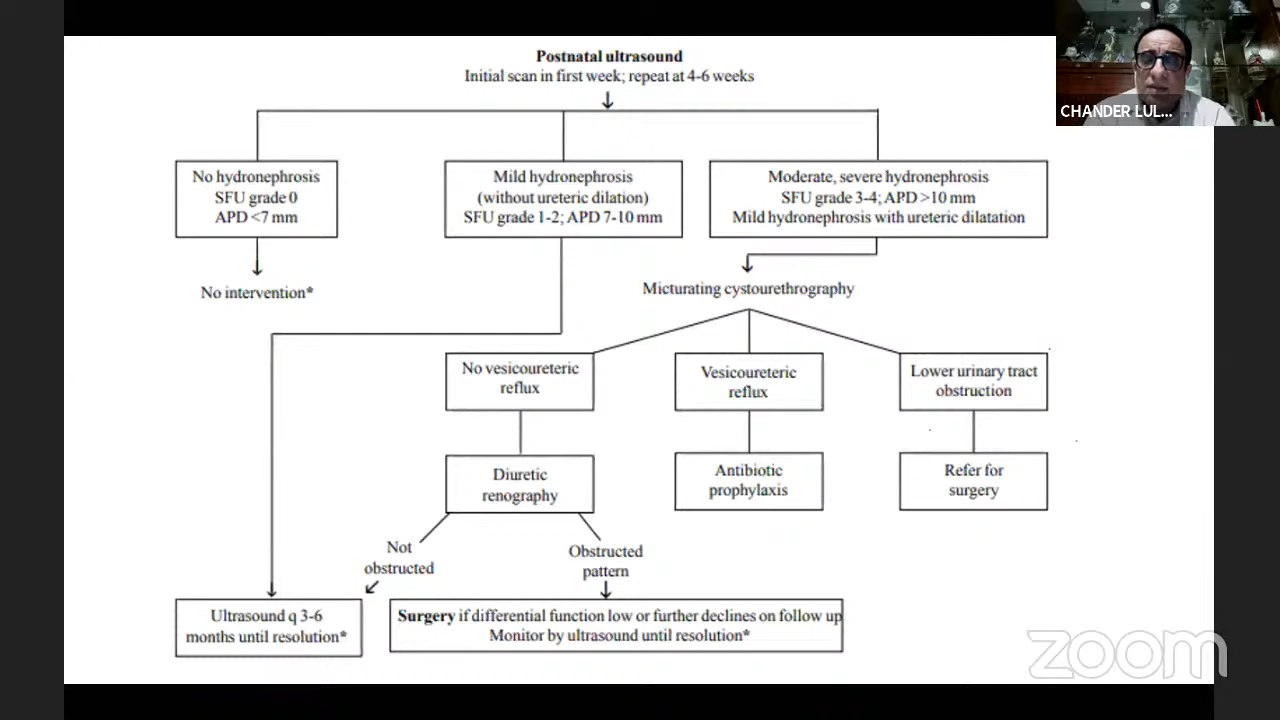 Postnatal ultrasound
Initial scan in first week; repeat at 4-6 weeks
No hydronephrosis
SFU grade 0
APD <7 mm
Mild hydronephrosis
(without ureteric dilation)
SFU grade 1-2; APD 7-10 mm
Moderate, severe hydronephrosis
SFU grade 3-4; APD >10 mm
Mild hydronephrosis with ureteric dilatation
No intervention*
Micturating cystourethrography
No vesicoureteric
reflux
Vesicoureteric
reflux
Lower urinary tract
obstruction
Diuretic
renography
Antibiotic
prophylaxis
Refer for
surgery
Not
obstructed
Obstructed
pattern
Ultrasound q 3-6
months until resolution*
Surgery if differential function low or further declines on follow up
Monitor by ultrasound until resolution*
CHANDER LUL...
zoom